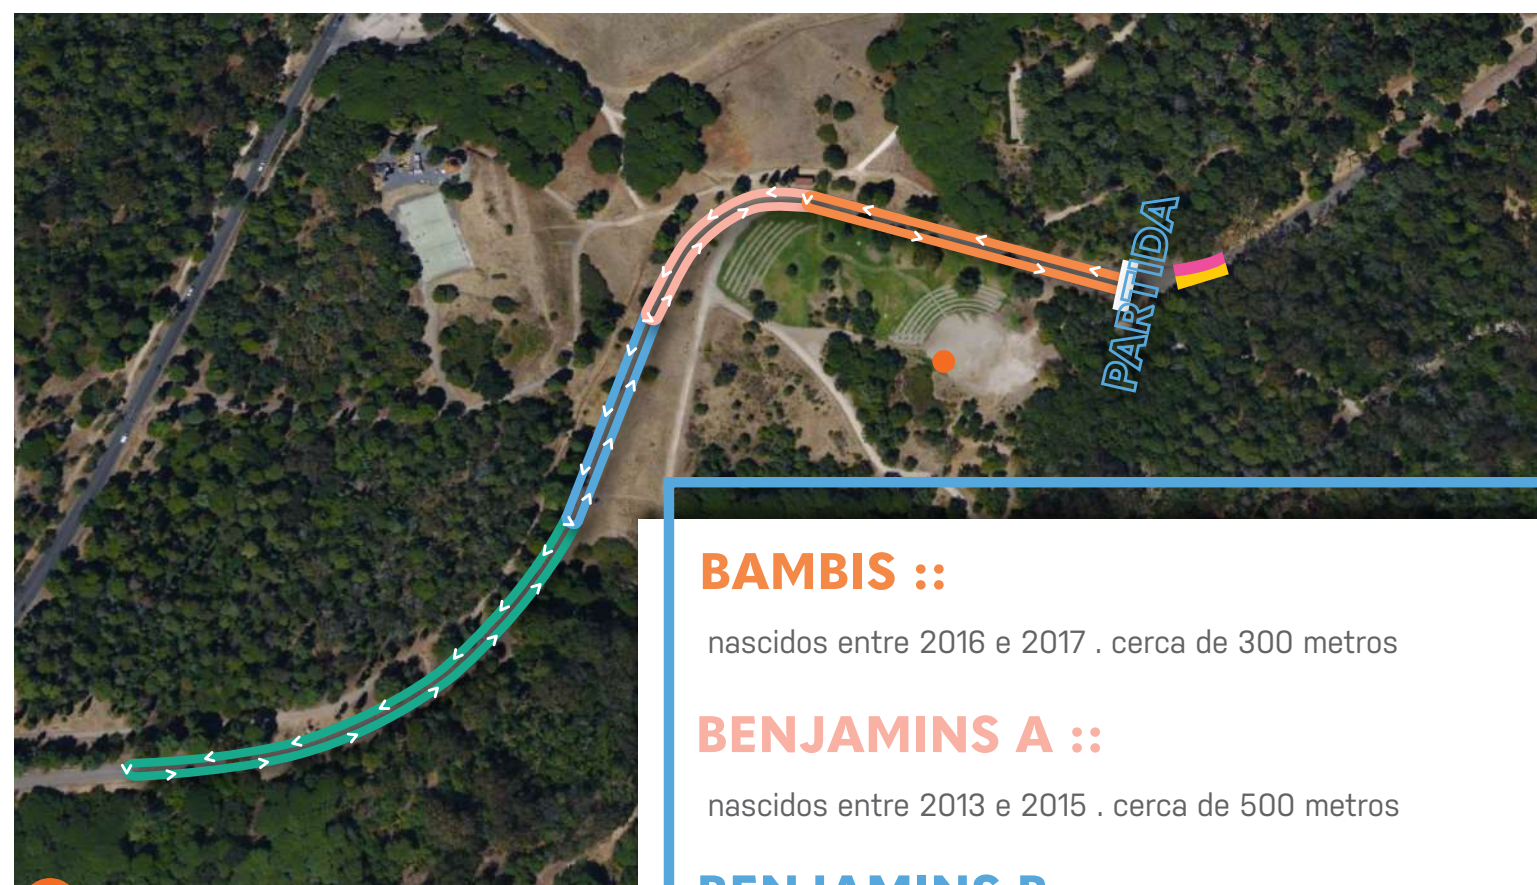 PARTIDA
BAMBIS ::
nascidos entre 2016 e 2017 . cerca de 300 metros
BENJAMINS A ::
nascidos entre 2013 e 2015 . cerca de 500 metros
BENJAMINS B